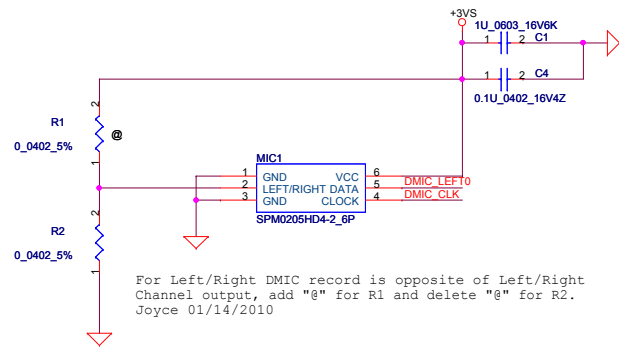 +3VS
1U_0603_16V6K
1 2 C1
1 2 C4
0.1U_0402_16V4Z
2
R1
@
0_0402_5%
1
MIC1
1 GND VCC 6
2 LEFT/RIGHT DATA 5 DMIC_LEFT0
3 GND CLOCK 4 DMIC_CLK
SPM0205HD4-2_6P
2
R2
0_0402_5%
1
For Left/Right DMIC record is opposite of Left/Right
Channel output, add "@" for R1 and delete "@" for R2.
Joyce 01/14/2010